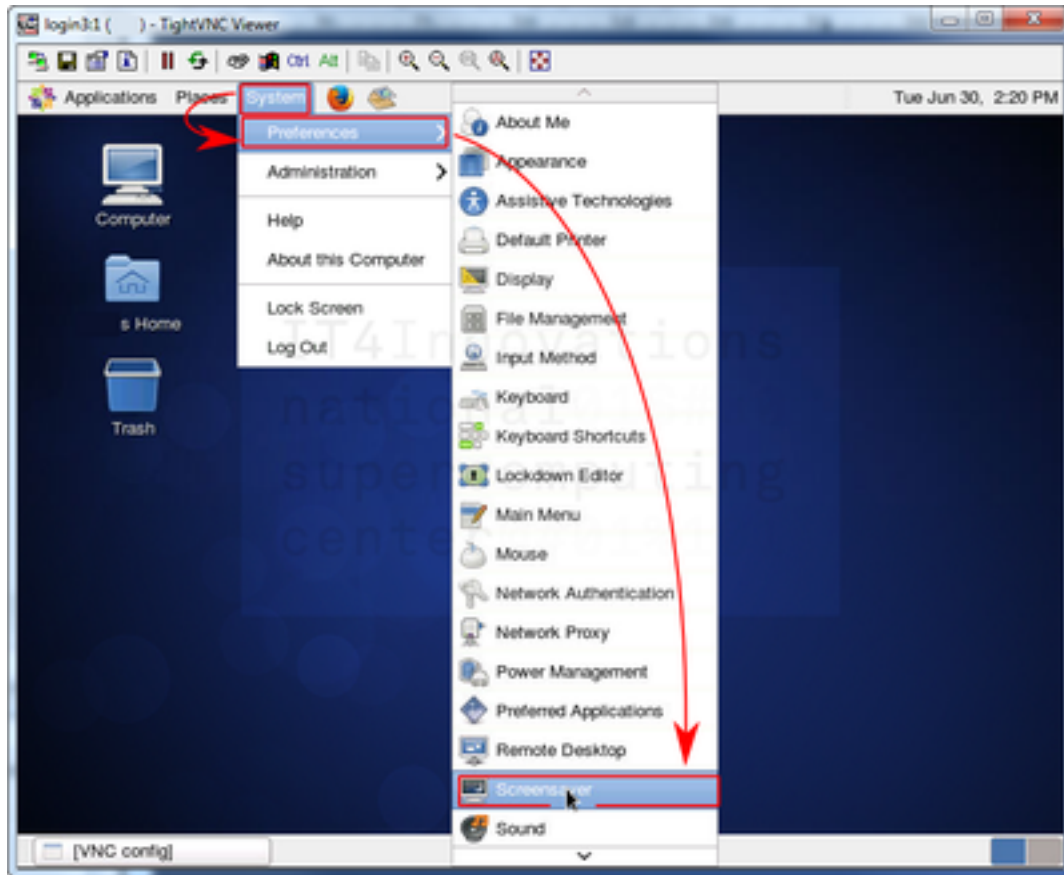 login3:1 ( ) - TightVNC Viewer
Ctrl Alt
Applications Places System
Tue Jun 30, 2:20 PM
Preferences
Administration
Help
About this Computer
Lock Screen
Log Out
Computer
s Home
Trash
About Me
Appearance
Assistive Technologies
Default Printer
Display
File Management
Input Method
Keyboard
Keyboard Shortcuts
Lockdown Editor
Main Menu
Mouse
Network Authentication
Network Proxy
Power Management
Preferred Applications
Remote Desktop
Screensaver
Sound
IT4Innovations
national
supercomputing
center
[VNC config]